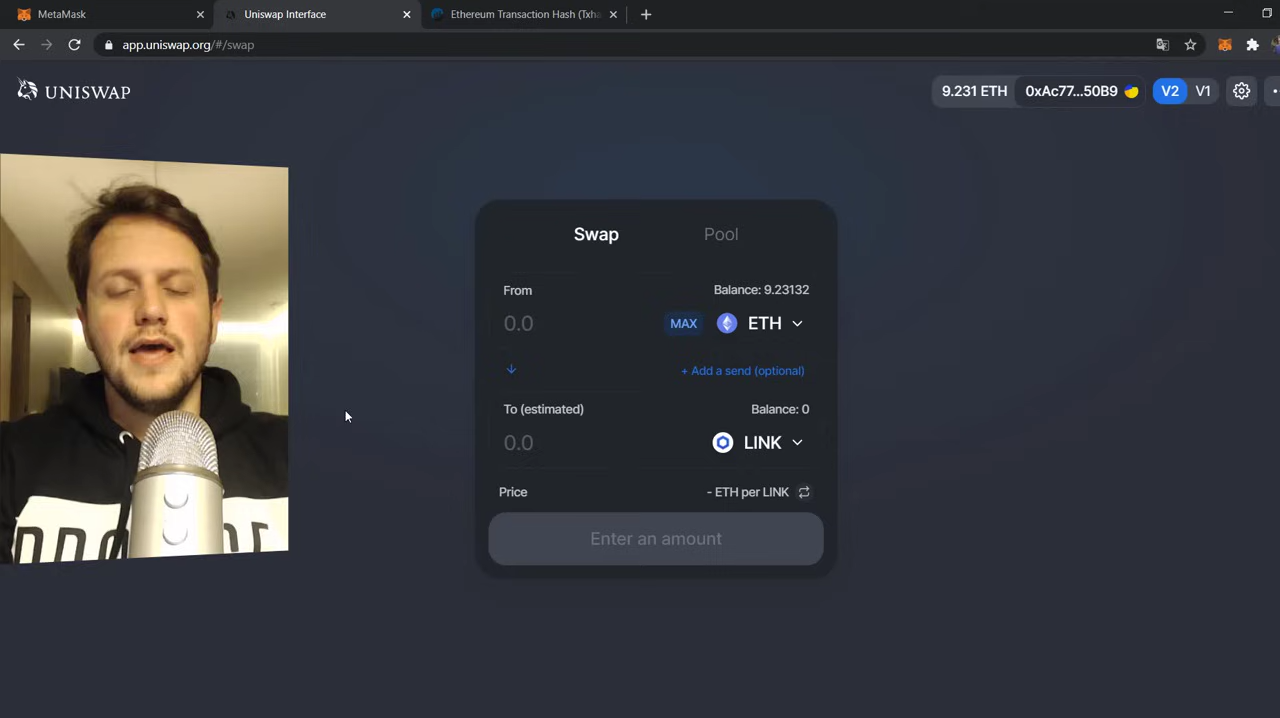 MetaMask
Uniswap Interface
Ethereum Transaction Hash (Txha
app.uniswap.org/#/swap
UNISWAP
9.231 ETH
0xAc77...50B9
V2
V1
Swap
Pool
From
Balance: 9.23132
0.0
MAX
ETH
+ Add a send (optional)
To (estimated)
Balance: 0
0.0
LINK
Price
- ETH per LINK
Enter an amount